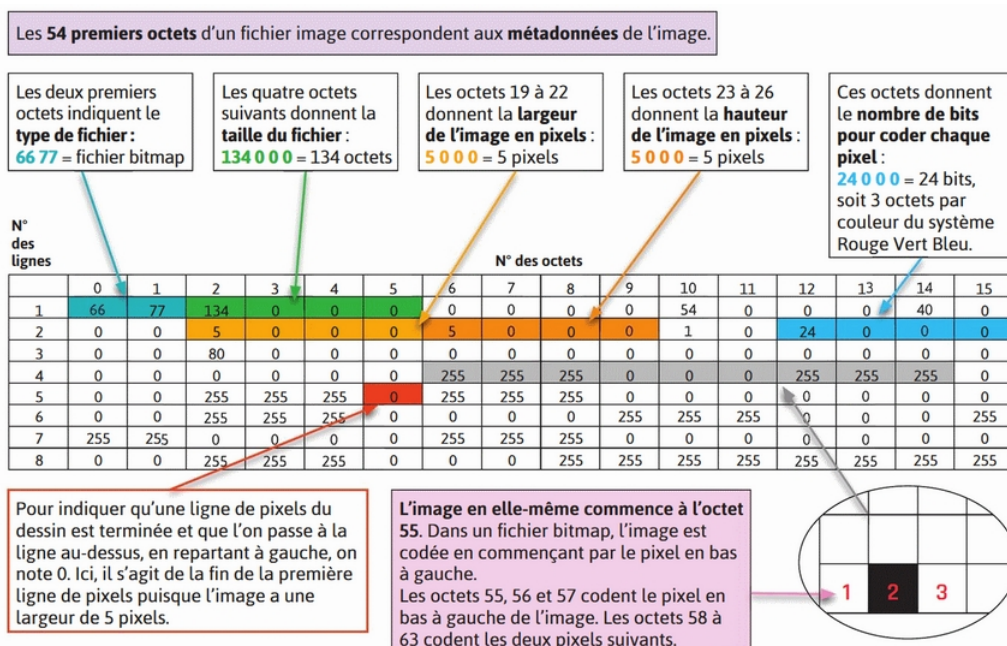 Les 54 premiers octets d'un fichier image correspondent aux métadonnées de l'image.
Les deux premiers
octets indiquent le
type de fichier :
66 77 = fichier bitmap
Les quatre octets
suivants donnent la
taille du fichier :
134 0 0 0 = 134 octets
Les octets 19 à 22
donnent la largeur
de l'image en pixels :
5 0 0 0 = 5 pixels
Les octets 23 à 26
donnent la hauteur
de l'image en pixels :
5 0 0 0 = 5 pixels
Ces octets donnent
le nombre de bits
pour coder chaque
pixel :
24 0 0 0 = 24 bits,
soit 3 octets par
couleur du système
Rouge Vert Bleu.
N°
des
lignes
N° des octets
0 1 2 3 4 5 6 7 8 9 10 11 12 13 14 15
1 66 77 134 0 0 0 0 0 0 0 54 0 0 0 40 0
2 0 0 5 0 0 0 5 0 0 0 1 0 24 0 0 0
3 0 0 80 0 0 0 0 0 0 0 0 0 0 0 0 0
4 0 0 0 0 0 0 255 255 255 0 0 0 255 255 255 0
5 0 0 255 255 255 0 255 255 255 0 0 0 0 0 0 0
6 0 0 255 255 255 0 0 0 0 255 255 255 0 0 0 255
7 255 255 0 0 0 0 255 255 255 0 0 0 0 0 0 0
8 0 0 255 255 255 0 0 0 255 255 255 255 255 255 255 255
Pour indiquer qu'une ligne de pixels du
dessin est terminée et que l'on passe à la
ligne au-dessus, en repartant à gauche, on
note 0. Ici, il s'agit de la fin de la première
ligne de pixels puisque l'image a une
largeur de 5 pixels.
L'image en elle-même commence à l'octet
55. Dans un fichier bitmap, l'image est
codée en commençant par le pixel en bas
à gauche.
Les octets 55, 56 et 57 codent le pixel en
bas à gauche de l'image. Les octets 58 à
63 codent les deux pixels suivants.
1 2 3